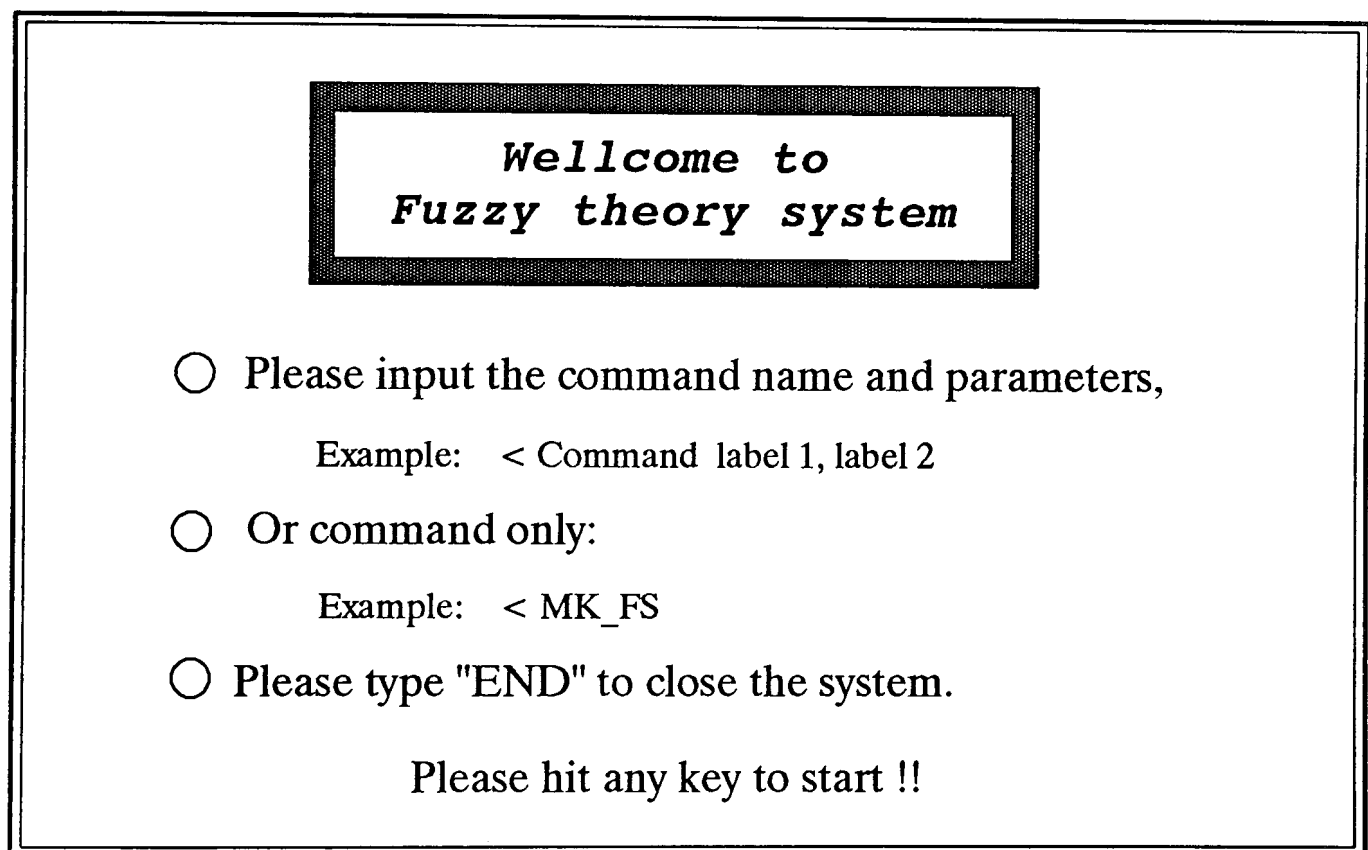 Wellcome to
Fuzzy theory system
Please input the command name and parameters,
Example: < Command label 1, label 2
Or command only:
Example: < MK_FS
Please type "END" to close the system.
Please hit any key to start !!